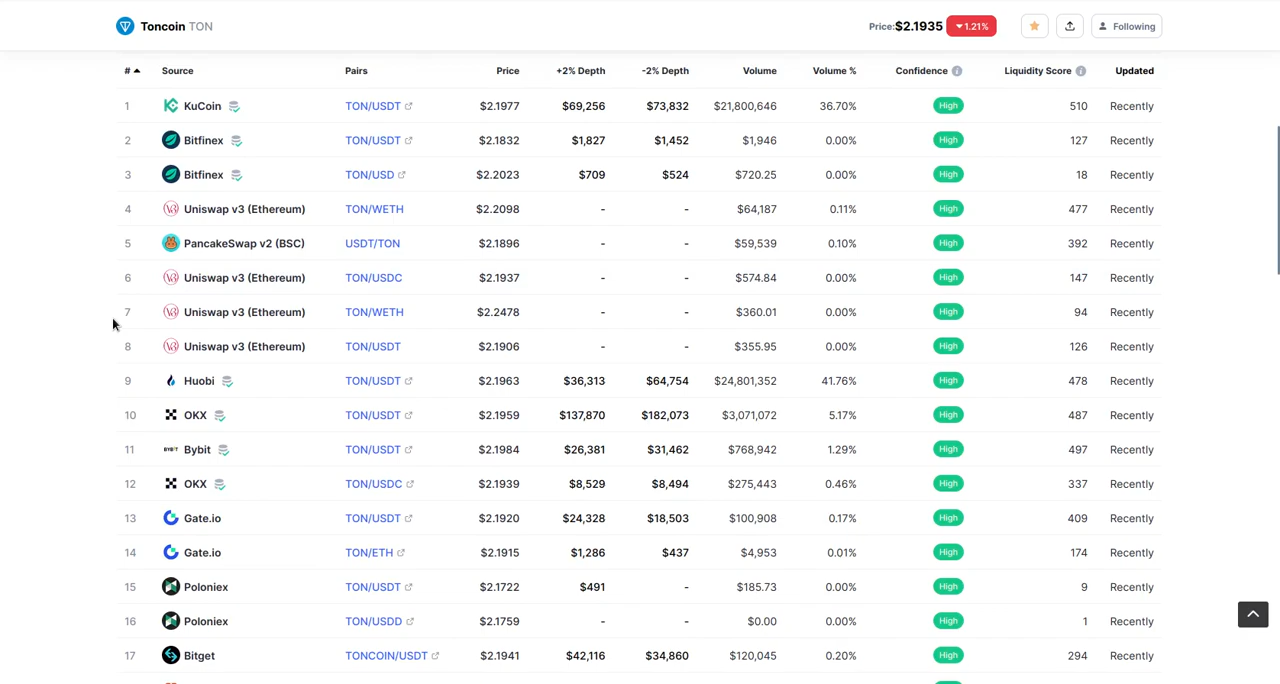 Toncoin TON Price:$2.1935 1.21% Following
# Source Pairs Price +2% Depth -2% Depth Volume Volume % Confidence Liquidity Score Updated
1 KuCoin TON/USDT $2.1977 $69,256 $73,832 $21,800,646 36.70% High 510 Recently
2 Bitfinex TON/USDT $2.1832 $1,827 $1,452 $1,946 0.00% High 127 Recently
3 Bitfinex TON/USD $2.2023 $709 $524 $720.25 0.00% High 18 Recently
4 Uniswap v3 (Ethereum) TON/WETH $2.2098 - - $64,187 0.11% High 477 Recently
5 PancakeSwap v2 (BSC) USDT/TON $2.1896 - - $59,539 0.10% High 392 Recently
6 Uniswap v3 (Ethereum) TON/USDC $2.1937 - - $574.84 0.00% High 147 Recently
7 Uniswap v3 (Ethereum) TON/WETH $2.2478 - - $360.01 0.00% High 94 Recently
8 Uniswap v3 (Ethereum) TON/USDT $2.1906 - - $355.95 0.00% High 126 Recently
9 Huobi TON/USDT $2.1963 $36,313 $64,754 $24,801,352 41.76% High 478 Recently
10 OKX TON/USDT $2.1959 $137,870 $182,073 $3,071,072 5.17% High 487 Recently
11 BYBIT Bybit TON/USDT $2.1984 $26,381 $31,462 $768,942 1.29% High 497 Recently
12 OKX TON/USDC $2.1939 $8,529 $8,494 $275,443 0.46% High 337 Recently
13 Gate.io TON/USDT $2.1920 $24,328 $18,503 $100,908 0.17% High 409 Recently
14 Gate.io TON/ETH $2.1915 $1,286 $437 $4,953 0.01% High 174 Recently
15 Poloniex TON/USDT $2.1722 $491 - $185.73 0.00% High 9 Recently
16 Poloniex TON/USDD $2.1759 - - $0.00 0.00% High 1 Recently
17 Bitget TONCOIN/USDT $2.1941 $42,116 $34,860 $120,045 0.20% High 294 Recently